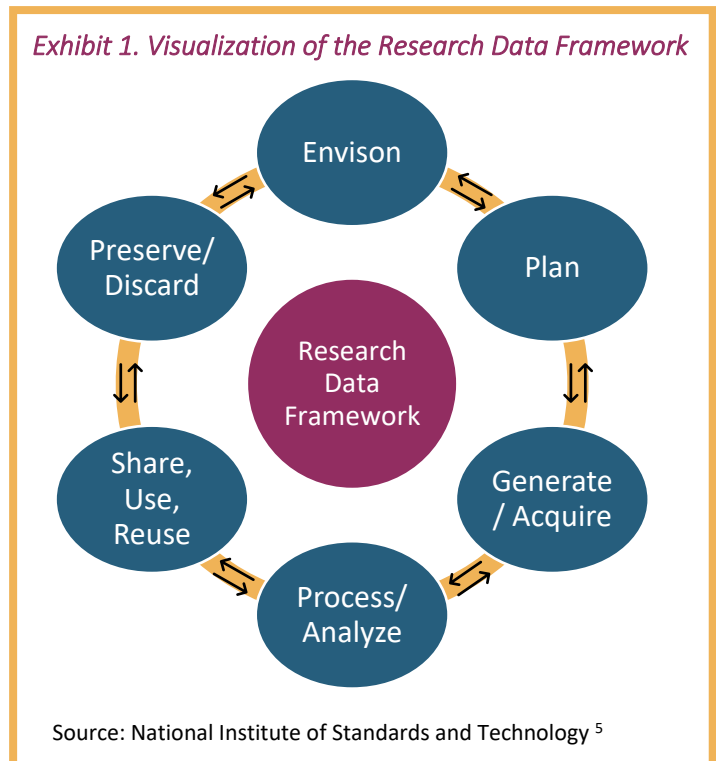 Exhibit 1. Visualization of the Research Data Framework
Envison
Plan
Generate
/ Acquire
Process/
Analyze
Share,
Use,
Reuse
Preserve/
Discard
Research
Data
Framework
Source: National Institute of Standards and Technology 5